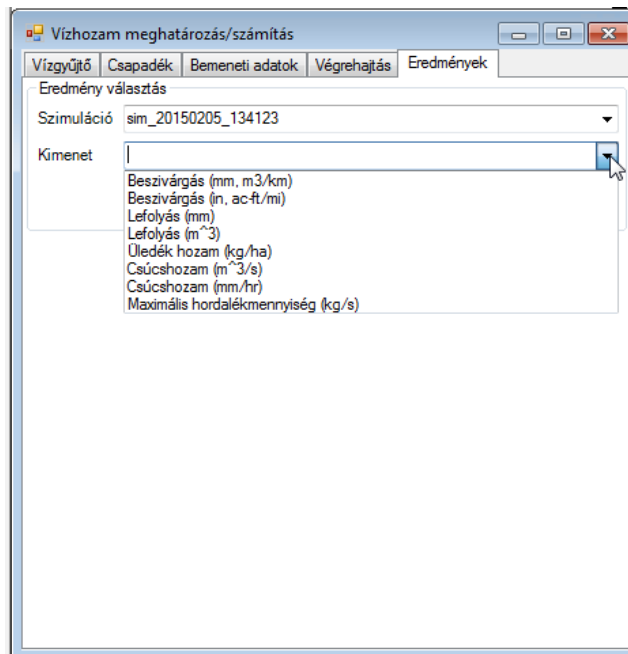 Vízhozam meghatározás/számítás
Vízgyűjtő Csapadék Bemeneti adatok Végrehajtás Eredmények
Eredmény választás
Szimuláció sim_20150205_134123
Kimenet
Beszivárgás (mm, m3/km)
Beszivárgás (in, ac-ft/mi)
Lefolyás (mm)
Lefolyás (m^3)
Üledék hozam (kg/ha)
Csúcshozam (m^3/s)
Csúcshozam (mm/hr)
Maximális hordalékmennyiség (kg/s)